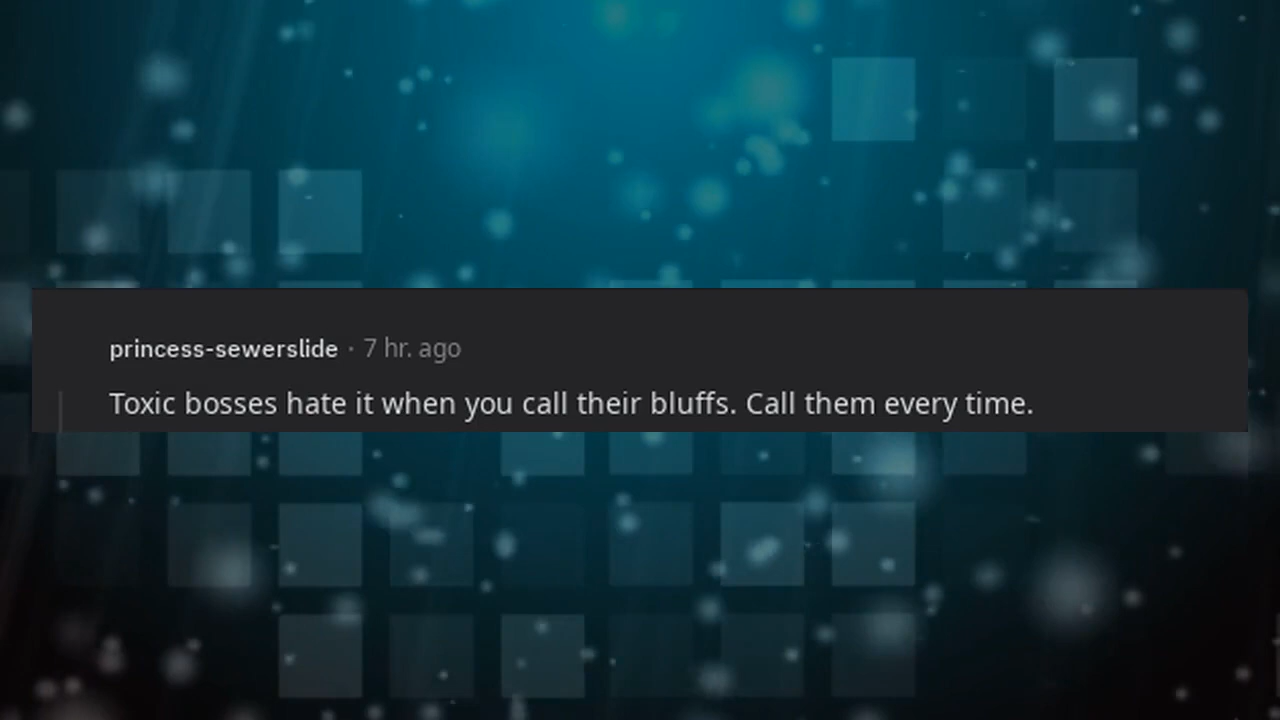 princess-sewerslide · 7 hr. ago
Toxic bosses hate it when you call their bluffs. Call them every time.